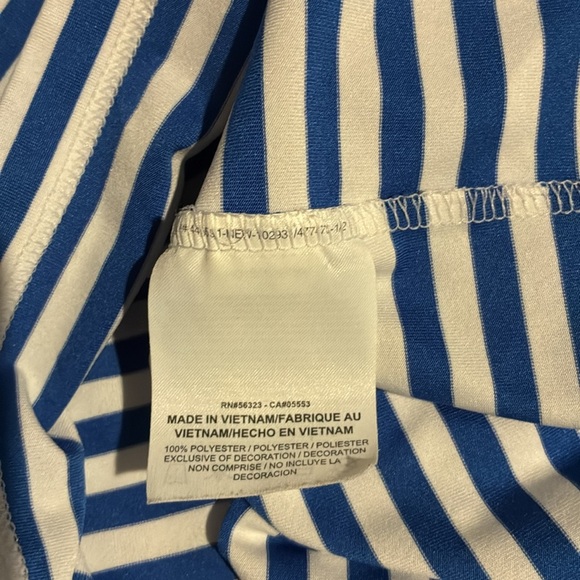 RN#56323 - CA#05553
MADE IN VIETNAM/FABRIQUE AU
VIETNAM/HECHO EN VIETNAM
100% POLYESTER / POLYESTER / POLIESTER
EXCLUSIVE OF DECORATION / DECORATION
NON COMPRISE / NO INCLUYE LA
DECORACION